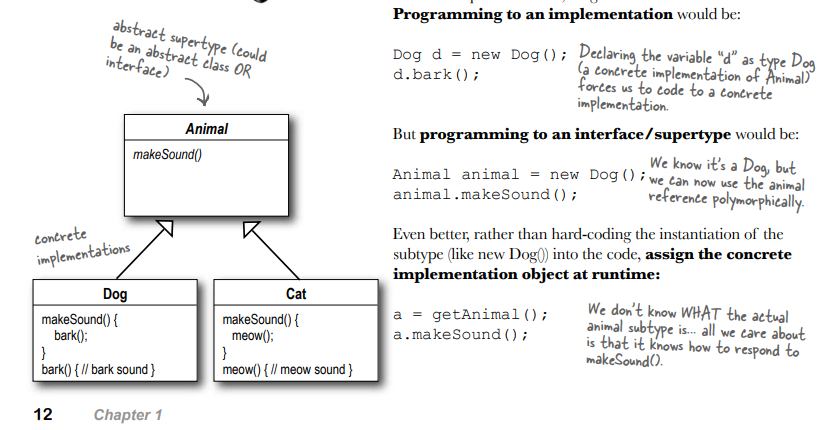 Programming to an implementation would be:
abstract supertype (could
be an abstract class OR
interface)
Animal
makeSound()
concrete
implementations
Dog
makeSound() {
bark();
}
bark() { // bark sound }
Cat
makeSound() {
meow();
}
meow() { // meow sound }
Dog d = new Dog();
d.bark();
Declaring the variable “d” as type Dog
(a concrete implementation of Animal)
forces us to code to a concrete
implementation.
But programming to an interface/supertype would be:
Animal animal = new Dog();
animal.makeSound();
We know it’s a Dog, but
we can now use the animal
reference polymorphically.
Even better, rather than hard-coding the instantiation of the
subtype (like new Dog()) into the code, assign the concrete
implementation object at runtime:
a = getAnimal();
a.makeSound();
We don’t know WHAT the actual
animal subtype is... all we care about
is that it knows how to respond to
makeSound().
12 Chapter 1